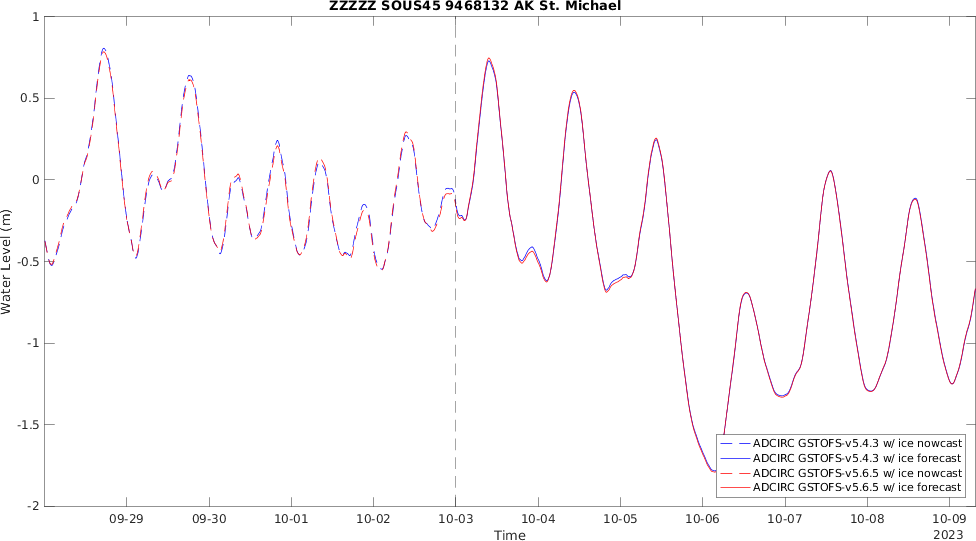 ZZZZZ SOUS45 9468132 AK St. Michael
1
0.5
0
-0.5
-1
-1.5
-2
Water Level (m)
ADCIRC GSTOFS-v5.4.3 w/ ice nowcast
ADCIRC GSTOFS-v5.4.3 w/ ice forecast
ADCIRC GSTOFS-v5.6.5 w/ ice nowcast
ADCIRC GSTOFS-v5.6.5 w/ ice forecast
09-29 09-30 10-01 10-02 10-03 10-04 10-05 10-06 10-07 10-08 10-09
2023
Time